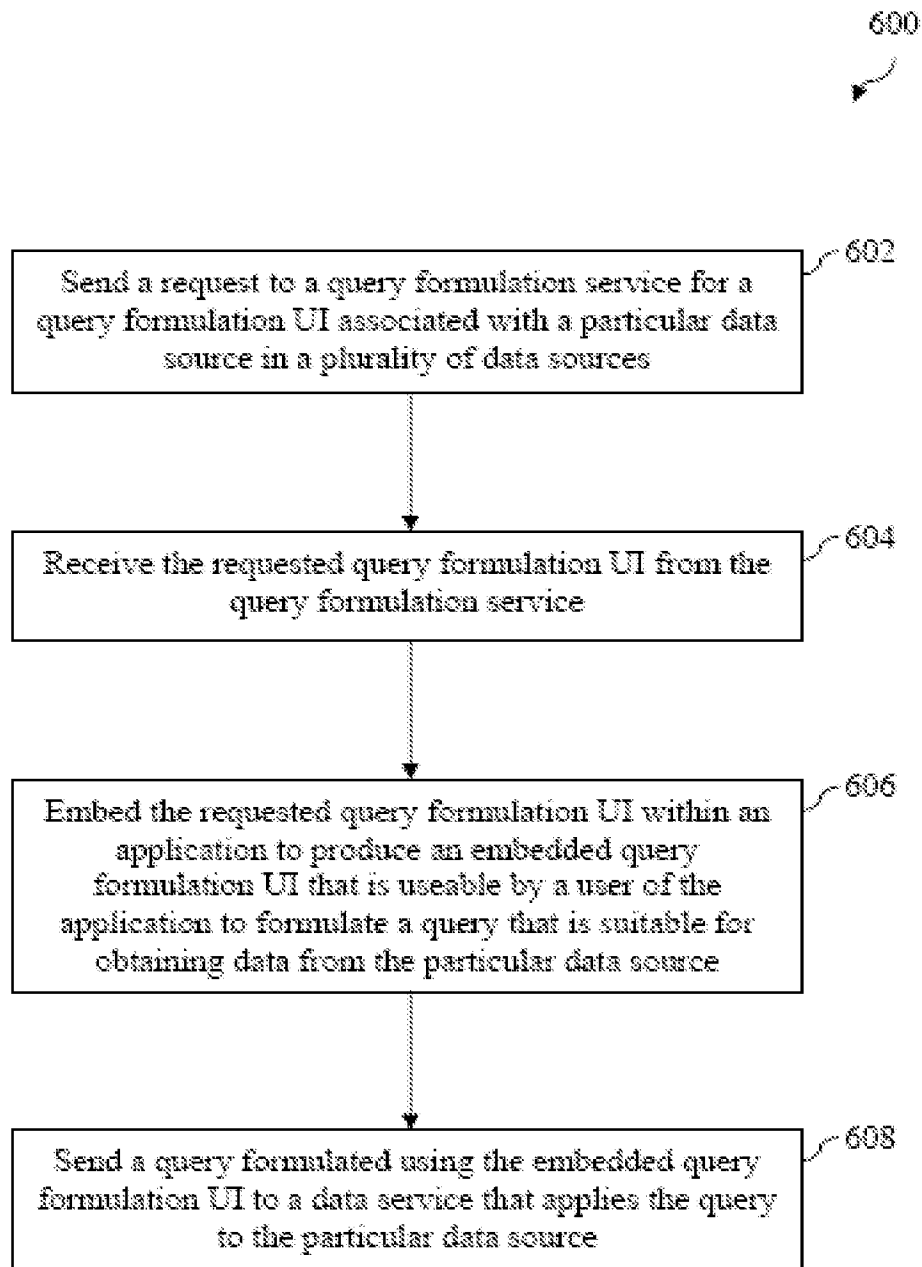 600
602
Send a request to a query formulation service for a
query formulation UI associated with a particular data
source in a plurality of data sources
604
Receive the requested query formulation UI from the
query formulation service
606
Embed the requested query formulation UI within an
application to produce an embedded query
formulation UI that is useable by a user of the
application to formulate a query that is suitable for
obtaining data from the particular data source
608
Send a query formulated using the embedded query
formulation UI to a data service that applies the query
to the particular data source